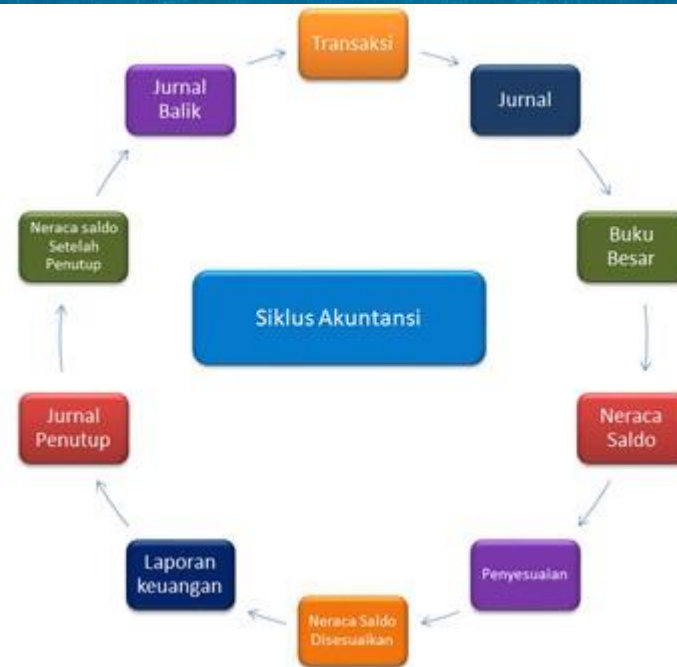 Transaksi
Jurnal
Buku
Besar
Neraca
Saldo
Penyesuaian
Neraca Saldo
Disesuaikan
Laporan
keuangan
Jurnal
Penutup
Neraca saldo
Setelah
Penutup
Jurnal
Balik
Siklus Akuntansi